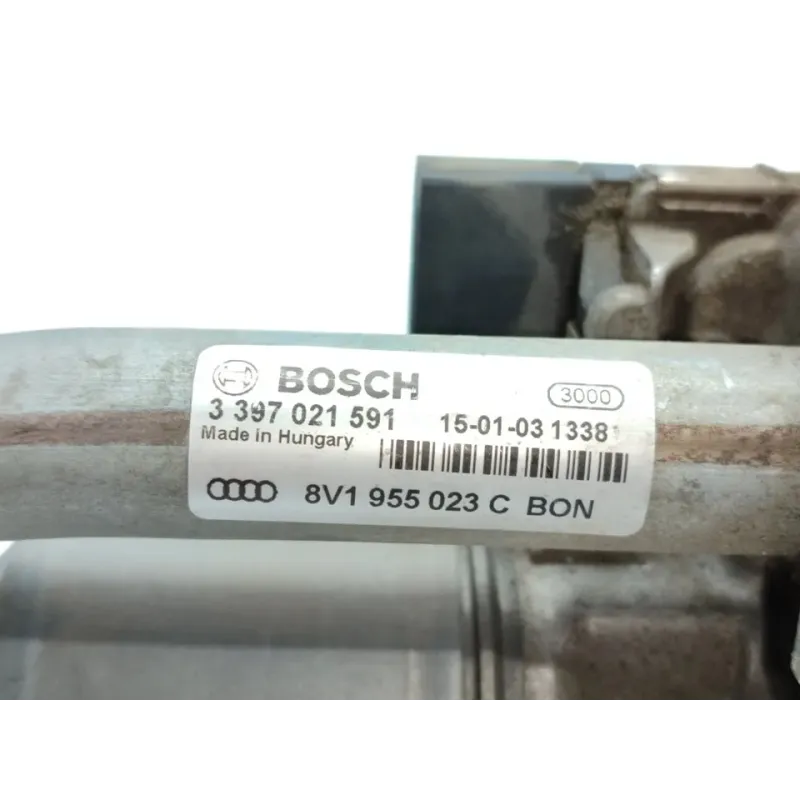 BOSCH
3000
3 397 021 591 15-01-03 1338
Made in Hungary
8V1 955 023 C BON